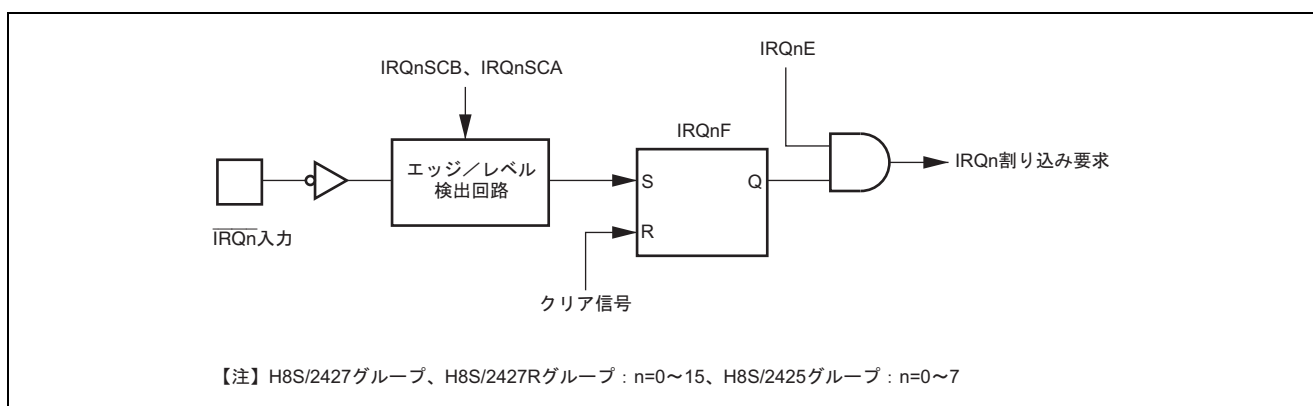 IRQnE
IRQnSCB、IRQnSCA
IRQnF
エッジ／レベル
検出回路
S
Q
R
IRQn割り込み要求
IRQn入力
クリア信号
【注】H8S/2427グループ、H8S/2427Rグループ：n=0～15、H8S/2425グループ：n=0～7